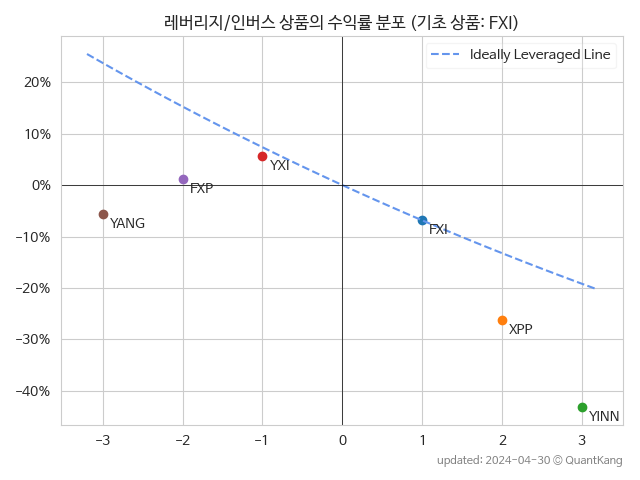 레버리지/인버스 상품의 수익률 분포 (기초 상품: FXI)
Ideally Leveraged Line
20%
10%
0%
-10%
-20%
-30%
-40%
YXI
FXP
YANG
FXI
XPP
YINN
-3
-2
-1
0
1
2
3
updated: 2024-04-30 © QuantKang